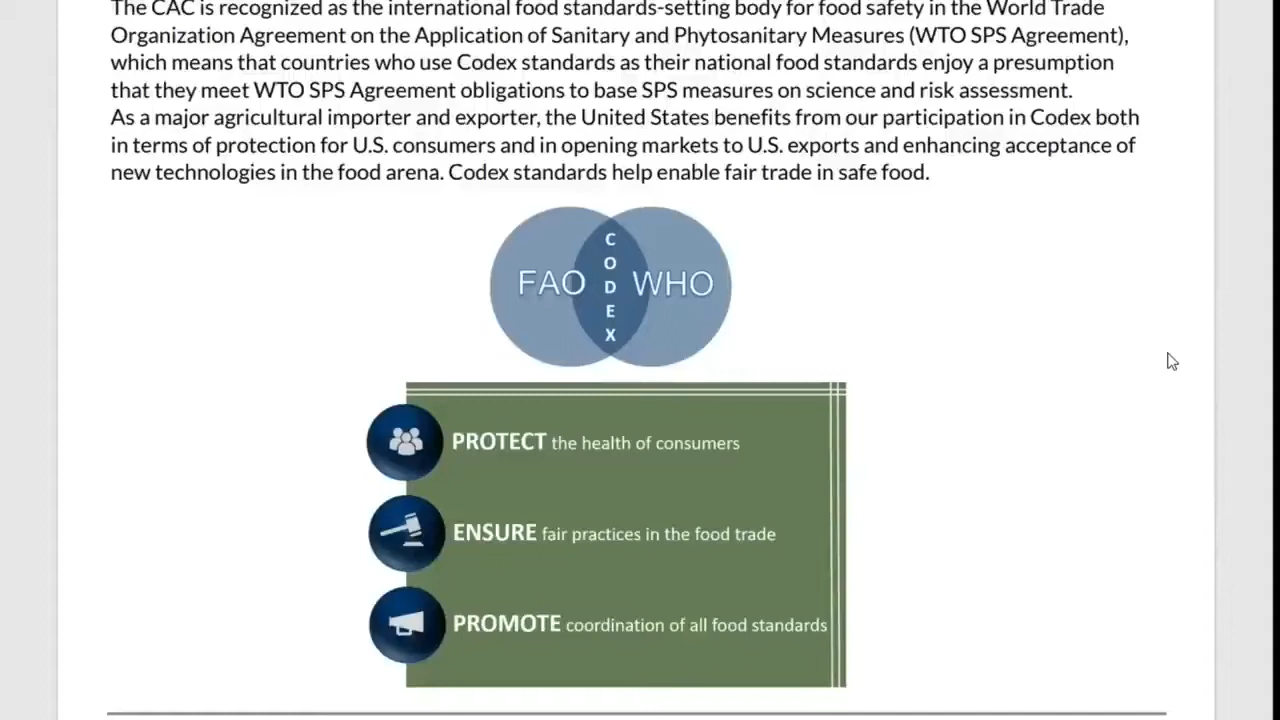 The CAC is recognized as the international food standards-setting body for food safety in the World Trade
Organization Agreement on the Application of Sanitary and Phytosanitary Measures (WTO SPS Agreement),
which means that countries who use Codex standards as their national food standards enjoy a presumption
that they meet WTO SPS Agreement obligations to base SPS measures on science and risk assessment.
As a major agricultural importer and exporter, the United States benefits from our participation in Codex both
in terms of protection for U.S. consumers and in opening markets to U.S. exports and enhancing acceptance of
new technologies in the food arena. Codex standards help enable fair trade in safe food.
FAO
CODEX
WHO
PROTECT the health of consumers
ENSURE fair practices in the food trade
PROMOTE coordination of all food standards